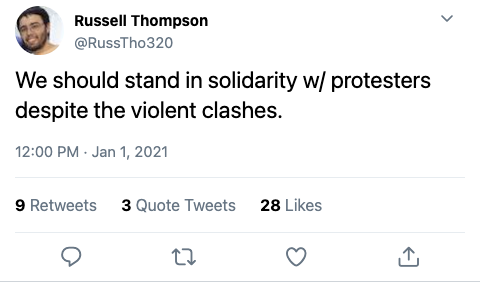 Russell Thompson
@RussTho320
We should stand in solidarity w/ protesters
despite the violent clashes.
12:00 PM · Jan 1, 2021
9 Retweets 3 Quote Tweets 28 Likes